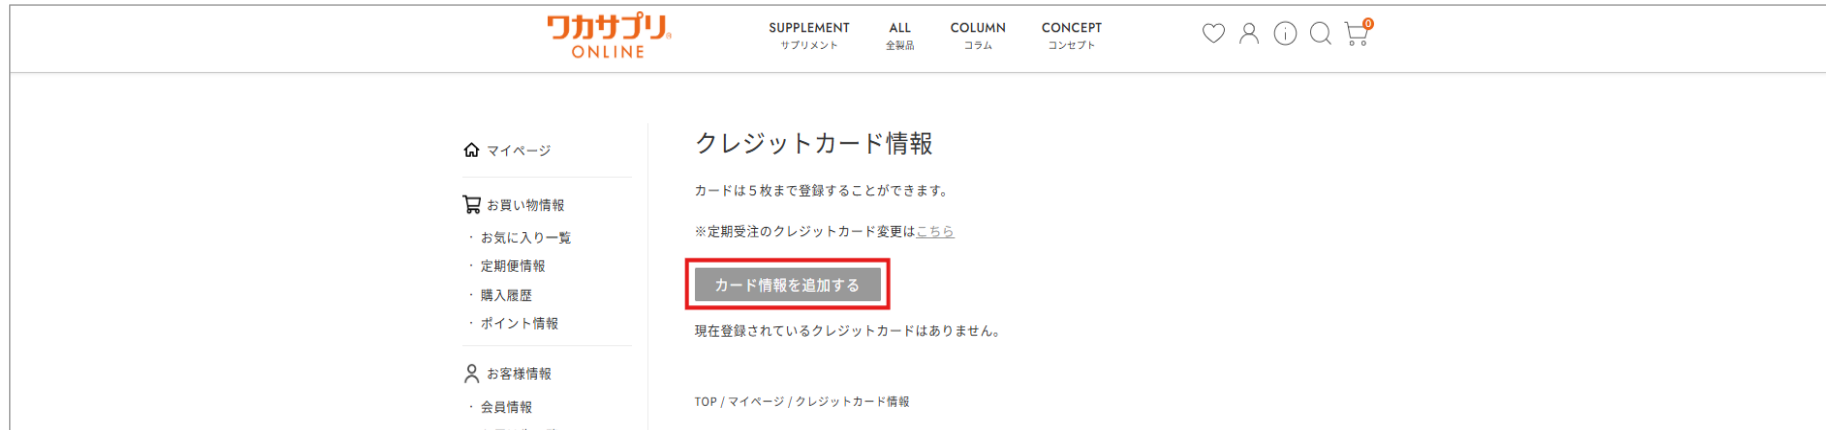 ワカサプリ®
ONLINE
SUPPLEMENT
サプリメント
ALL
全製品
COLUMN
コラム
CONCEPT
コンセプト
0
マイページ
お買い物情報
・ お気に入り一覧
・ 定期便情報
・ 購入履歴
・ ポイント情報
お客様情報
・ 会員情報
クレジットカード情報
カードは５枚まで登録することができます。
※定期受注のクレジットカード変更はこちら
カード情報を追加する
現在登録されているクレジットカードはありません。
TOP / マイページ / クレジットカード情報